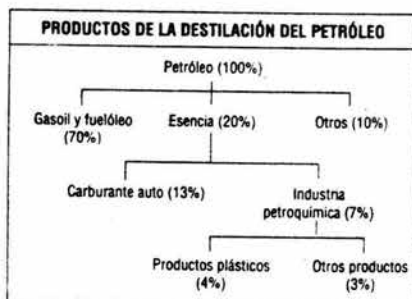 PRODUCTOS DE LA DESTILACIÓN DEL PETRÓLEO
Petróleo (100%)
Gasoil y fuelóleo
(70%)
Esencia (20%)
Otros (10%)
Carburante auto (13%)
Industria
petroquímica (7%)
Productos plásticos
(4%)
Otros productos
(3%)